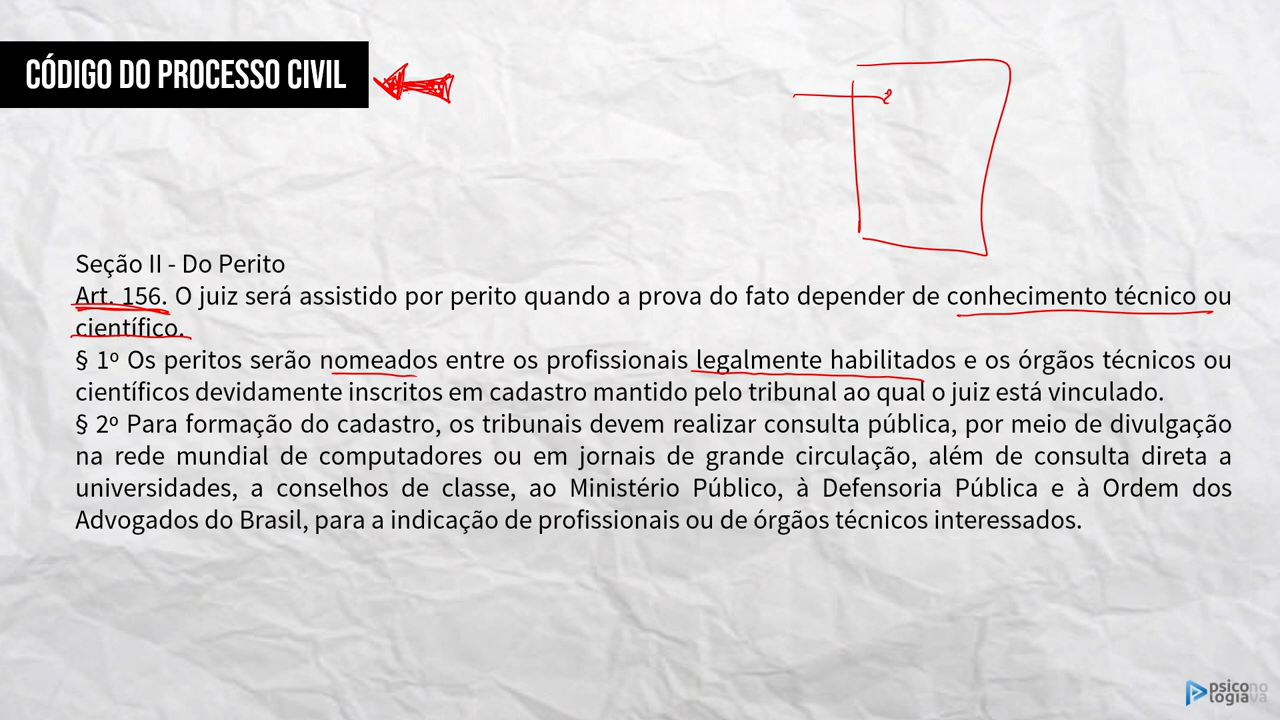 CÓDIGO DO PROCESSO CIVIL
Seção II - Do Perito
Art. 156. O juiz será assistido por perito quando a prova do fato depender de conhecimento técnico ou
científico.
§ 1º Os peritos serão nomeados entre os profissionais legalmente habilitados e os órgãos técnicos ou
científicos devidamente inscritos em cadastro mantido pelo tribunal ao qual o juiz está vinculado.
§ 2º Para formação do cadastro, os tribunais devem realizar consulta pública, por meio de divulgação
na rede mundial de computadores ou em jornais de grande circulação, além de consulta direta a
universidades, a conselhos de classe, ao Ministério Público, à Defensoria Pública e à Ordem dos
Advogados do Brasil, para a indicação de profissionais ou de órgãos técnicos interessados.
psicono
logiava